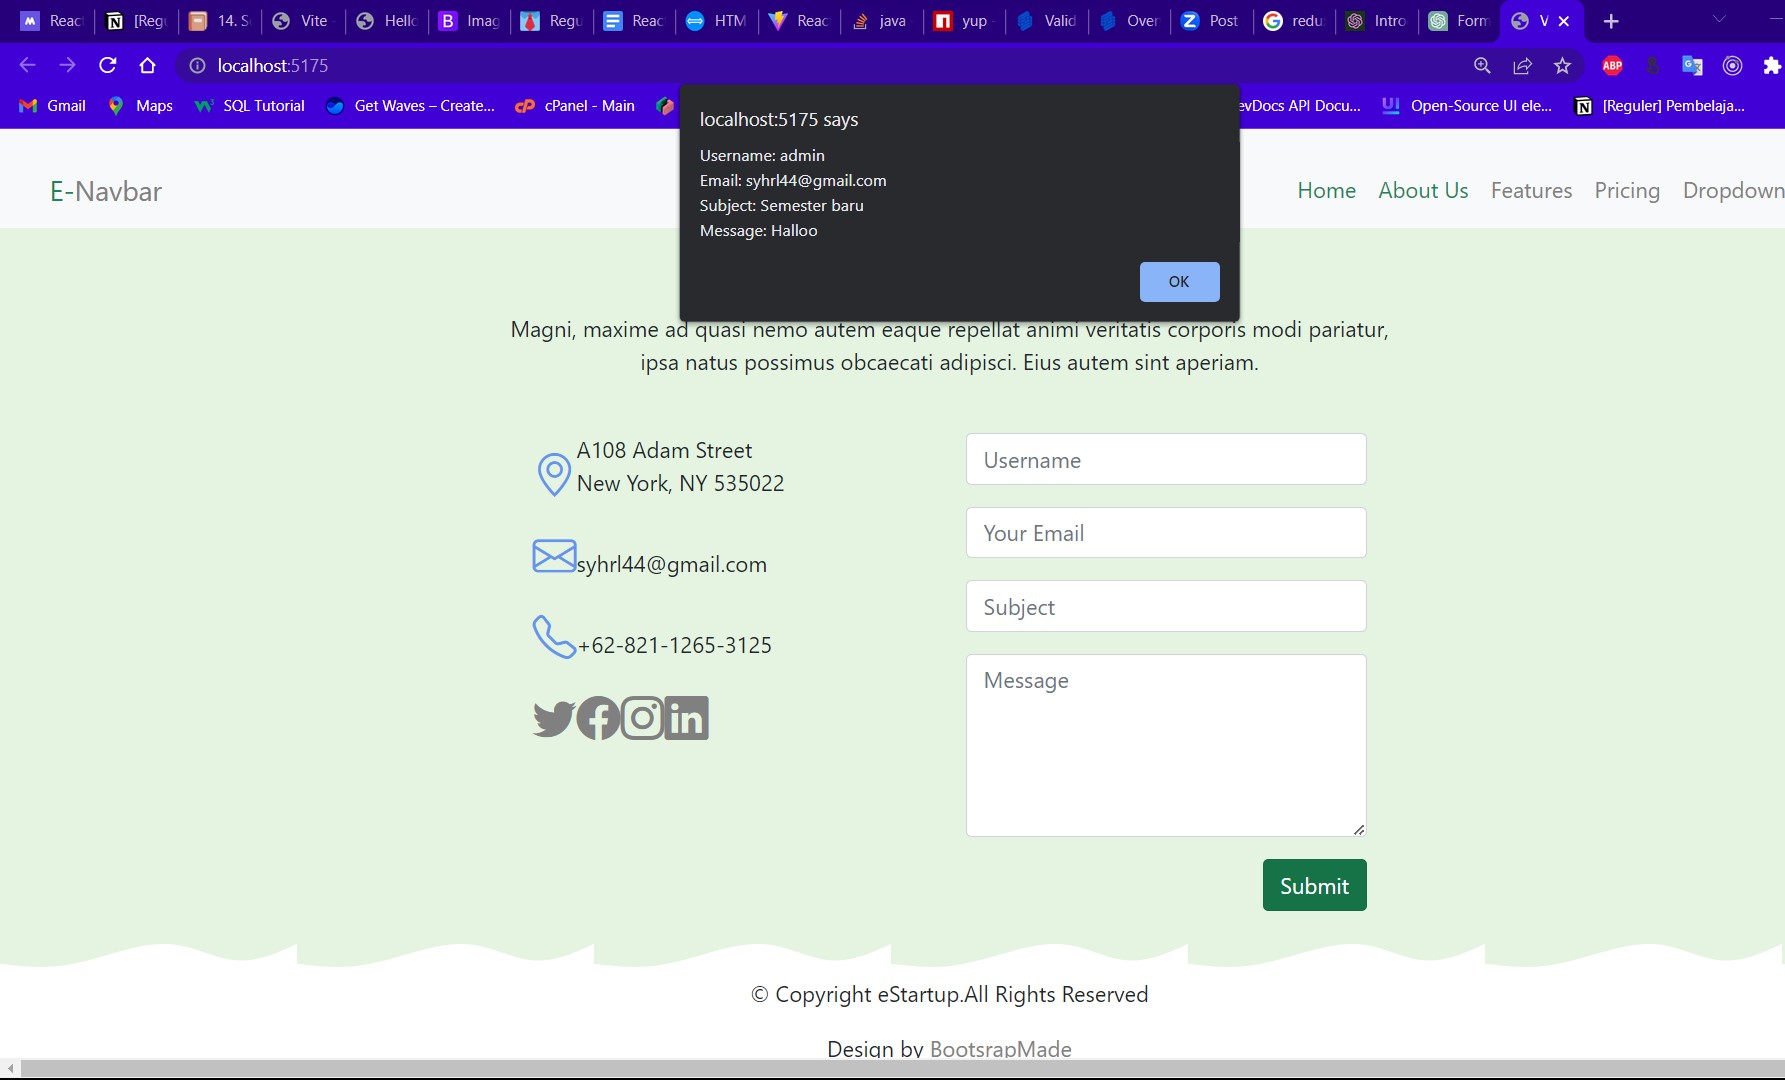 Reac [Regu 14. S Vite Hello Imag Regu Reac HTM Reac java yup Valid Over Post redu Intro Form V
localhost:5175
Gmail Maps SQL Tutorial Get Waves – Create... cPanel - Main evDocs API Docu... Open-Source UI ele... [Reguler] Pembelaja...
localhost:5175 says
Username: admin
Email: syhrl44@gmail.com
Subject: Semester baru
Message: Halloo
OK
E-Navbar
Home About Us Features Pricing Dropdown
Magni, maxime ad quasi nemo autem eaque repellat animi veritatis corporis modi pariatur,
ipsa natus possimus obcaecati adipisci. Eius autem sint aperiam.
A108 Adam Street
New York, NY 535022
syhrl44@gmail.com
+62-821-1265-3125
Username
Your Email
Subject
Message
Submit
© Copyright eStartup.All Rights Reserved
Design by BootsrapMade